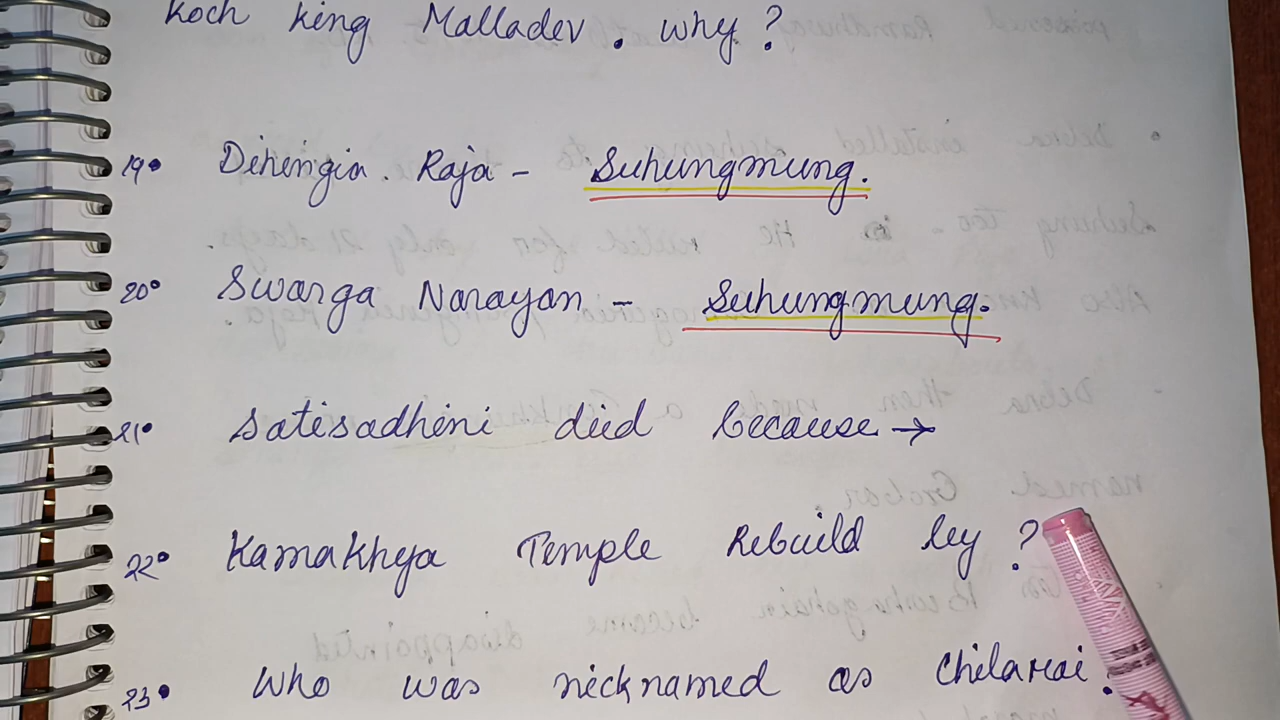 Koch king Malladev. why?
19. Dihingia. Raja - Suhungmung.
20. Swarga Narayan - Suhungmung.
21. Satisadhini died because →
22. Kamakhya Temple Rebuild by ?
23. Who was nicknamed as Chilarai ?